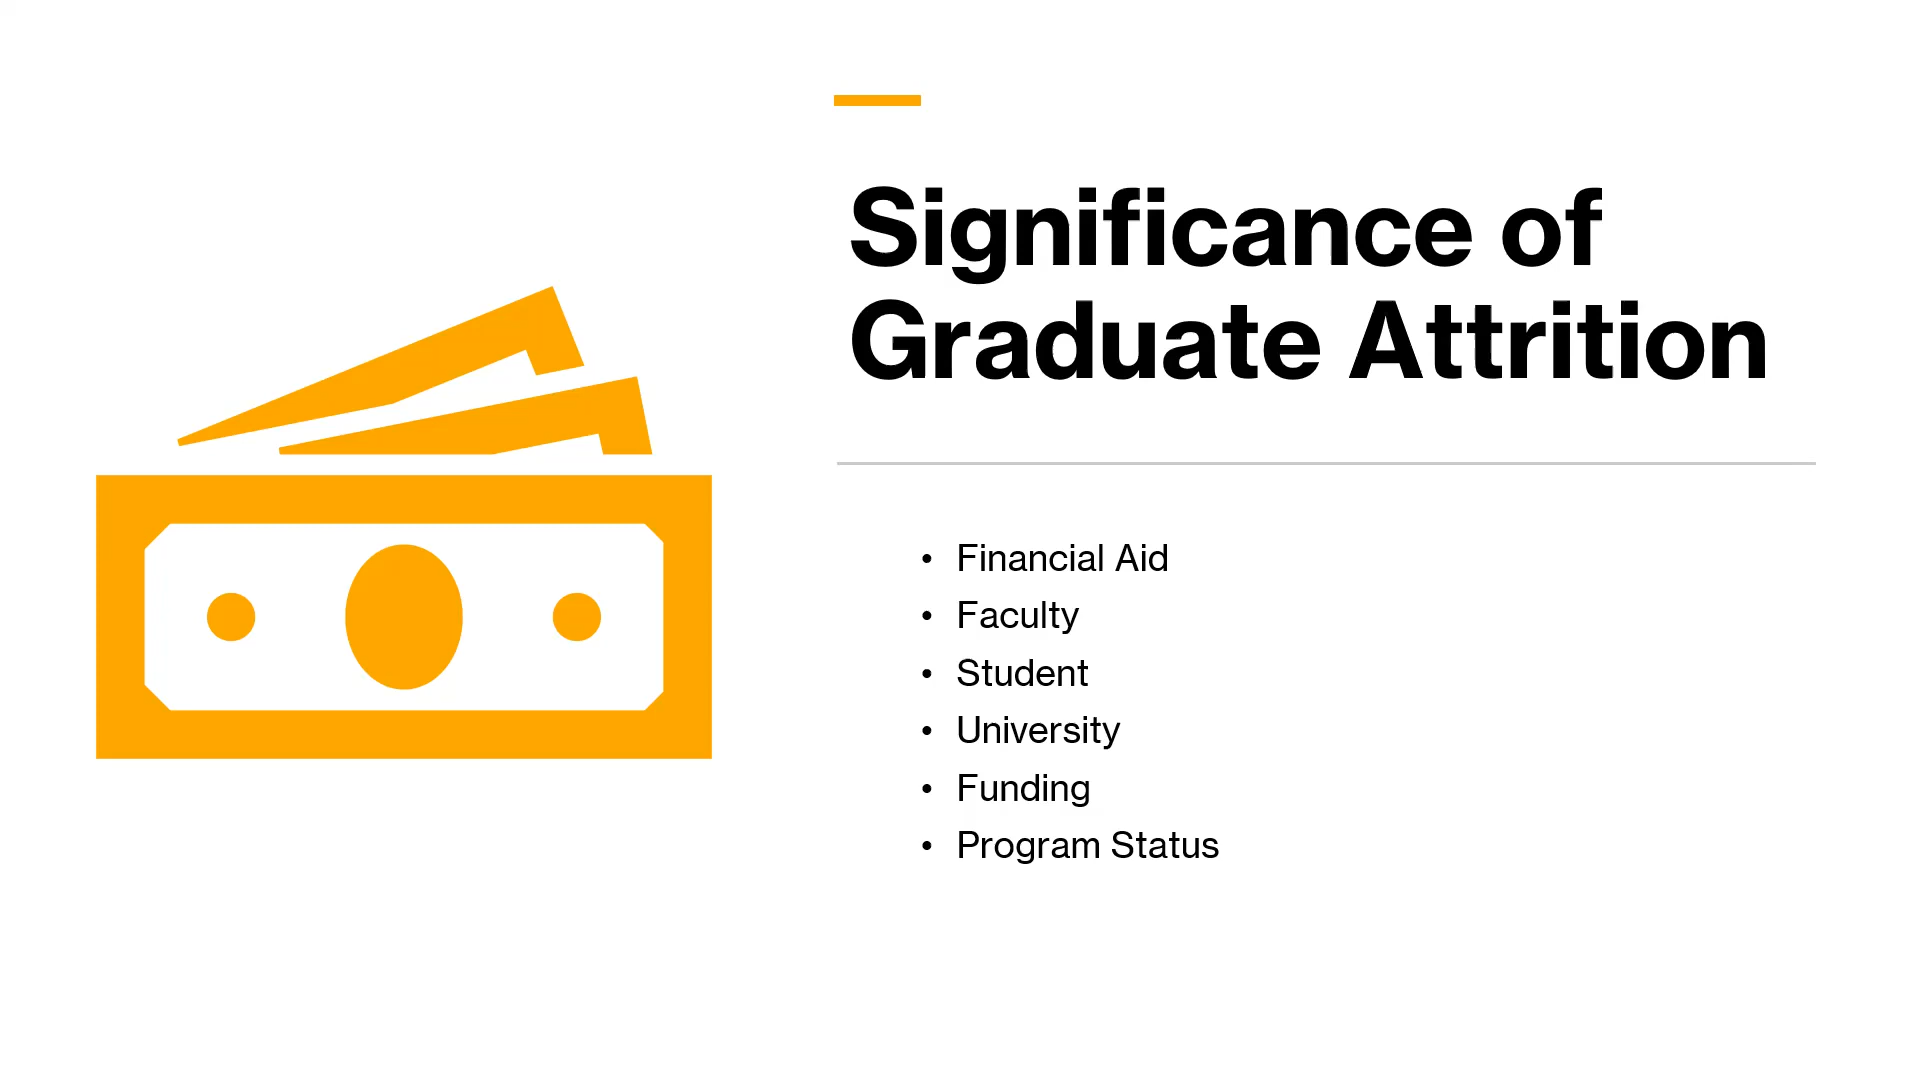 Significance of
Graduate Attrition
• Financial Aid
• Faculty
• Student
• University
• Funding
• Program Status